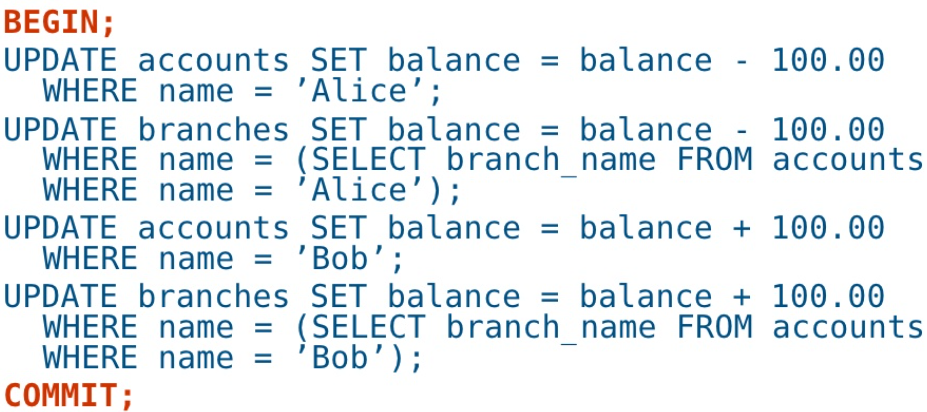 BEGIN;
UPDATE accounts SET balance = balance - 100.00
WHERE name = ’Alice’;
UPDATE branches SET balance = balance - 100.00
WHERE name = (SELECT branch_name FROM accounts
WHERE name = ’Alice’);
UPDATE accounts SET balance = balance + 100.00
WHERE name = ’Bob’;
UPDATE branches SET balance = balance + 100.00
WHERE name = (SELECT branch_name FROM accounts
WHERE name = ’Bob’);
COMMIT;